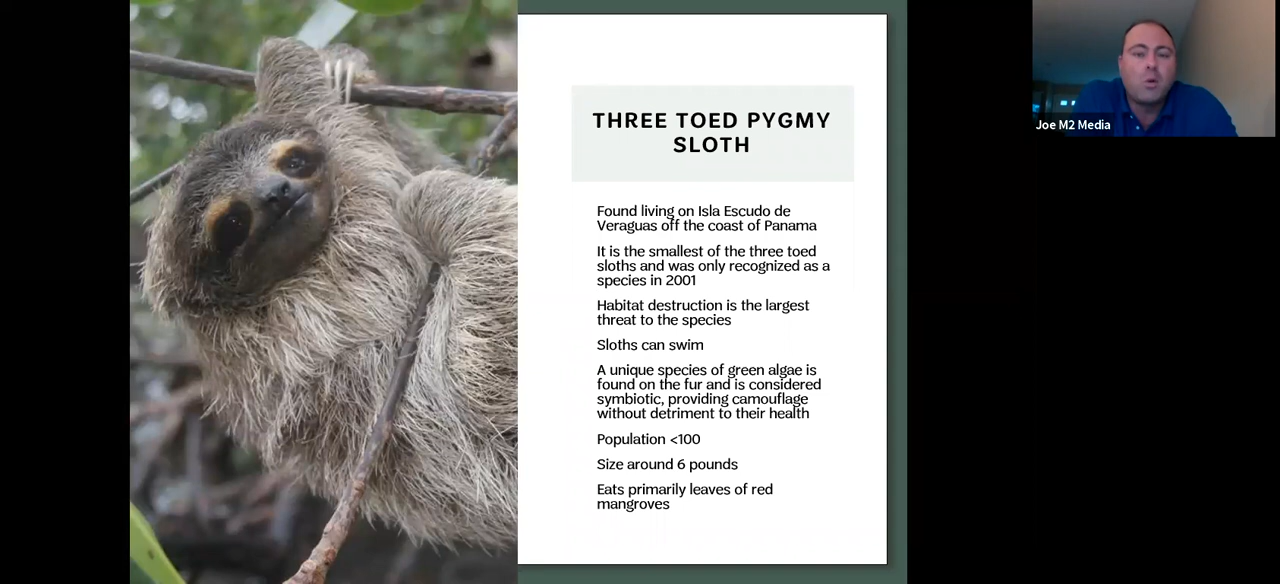 THREE TOED PYGMY
SLOTH
Found living on Isla Escudo de
Veraguas off the coast of Panama
It is the smallest of the three toed
sloths and was only recognized as a
species in 2001
Habitat destruction is the largest
threat to the species
Sloths can swim
A unique species of green algae is
found on the fur and is considered
symbiotic, providing camouflage
without detriment to their health
Population <100
Size around 6 pounds
Eats primarily leaves of red
mangroves
Joe M2 Media